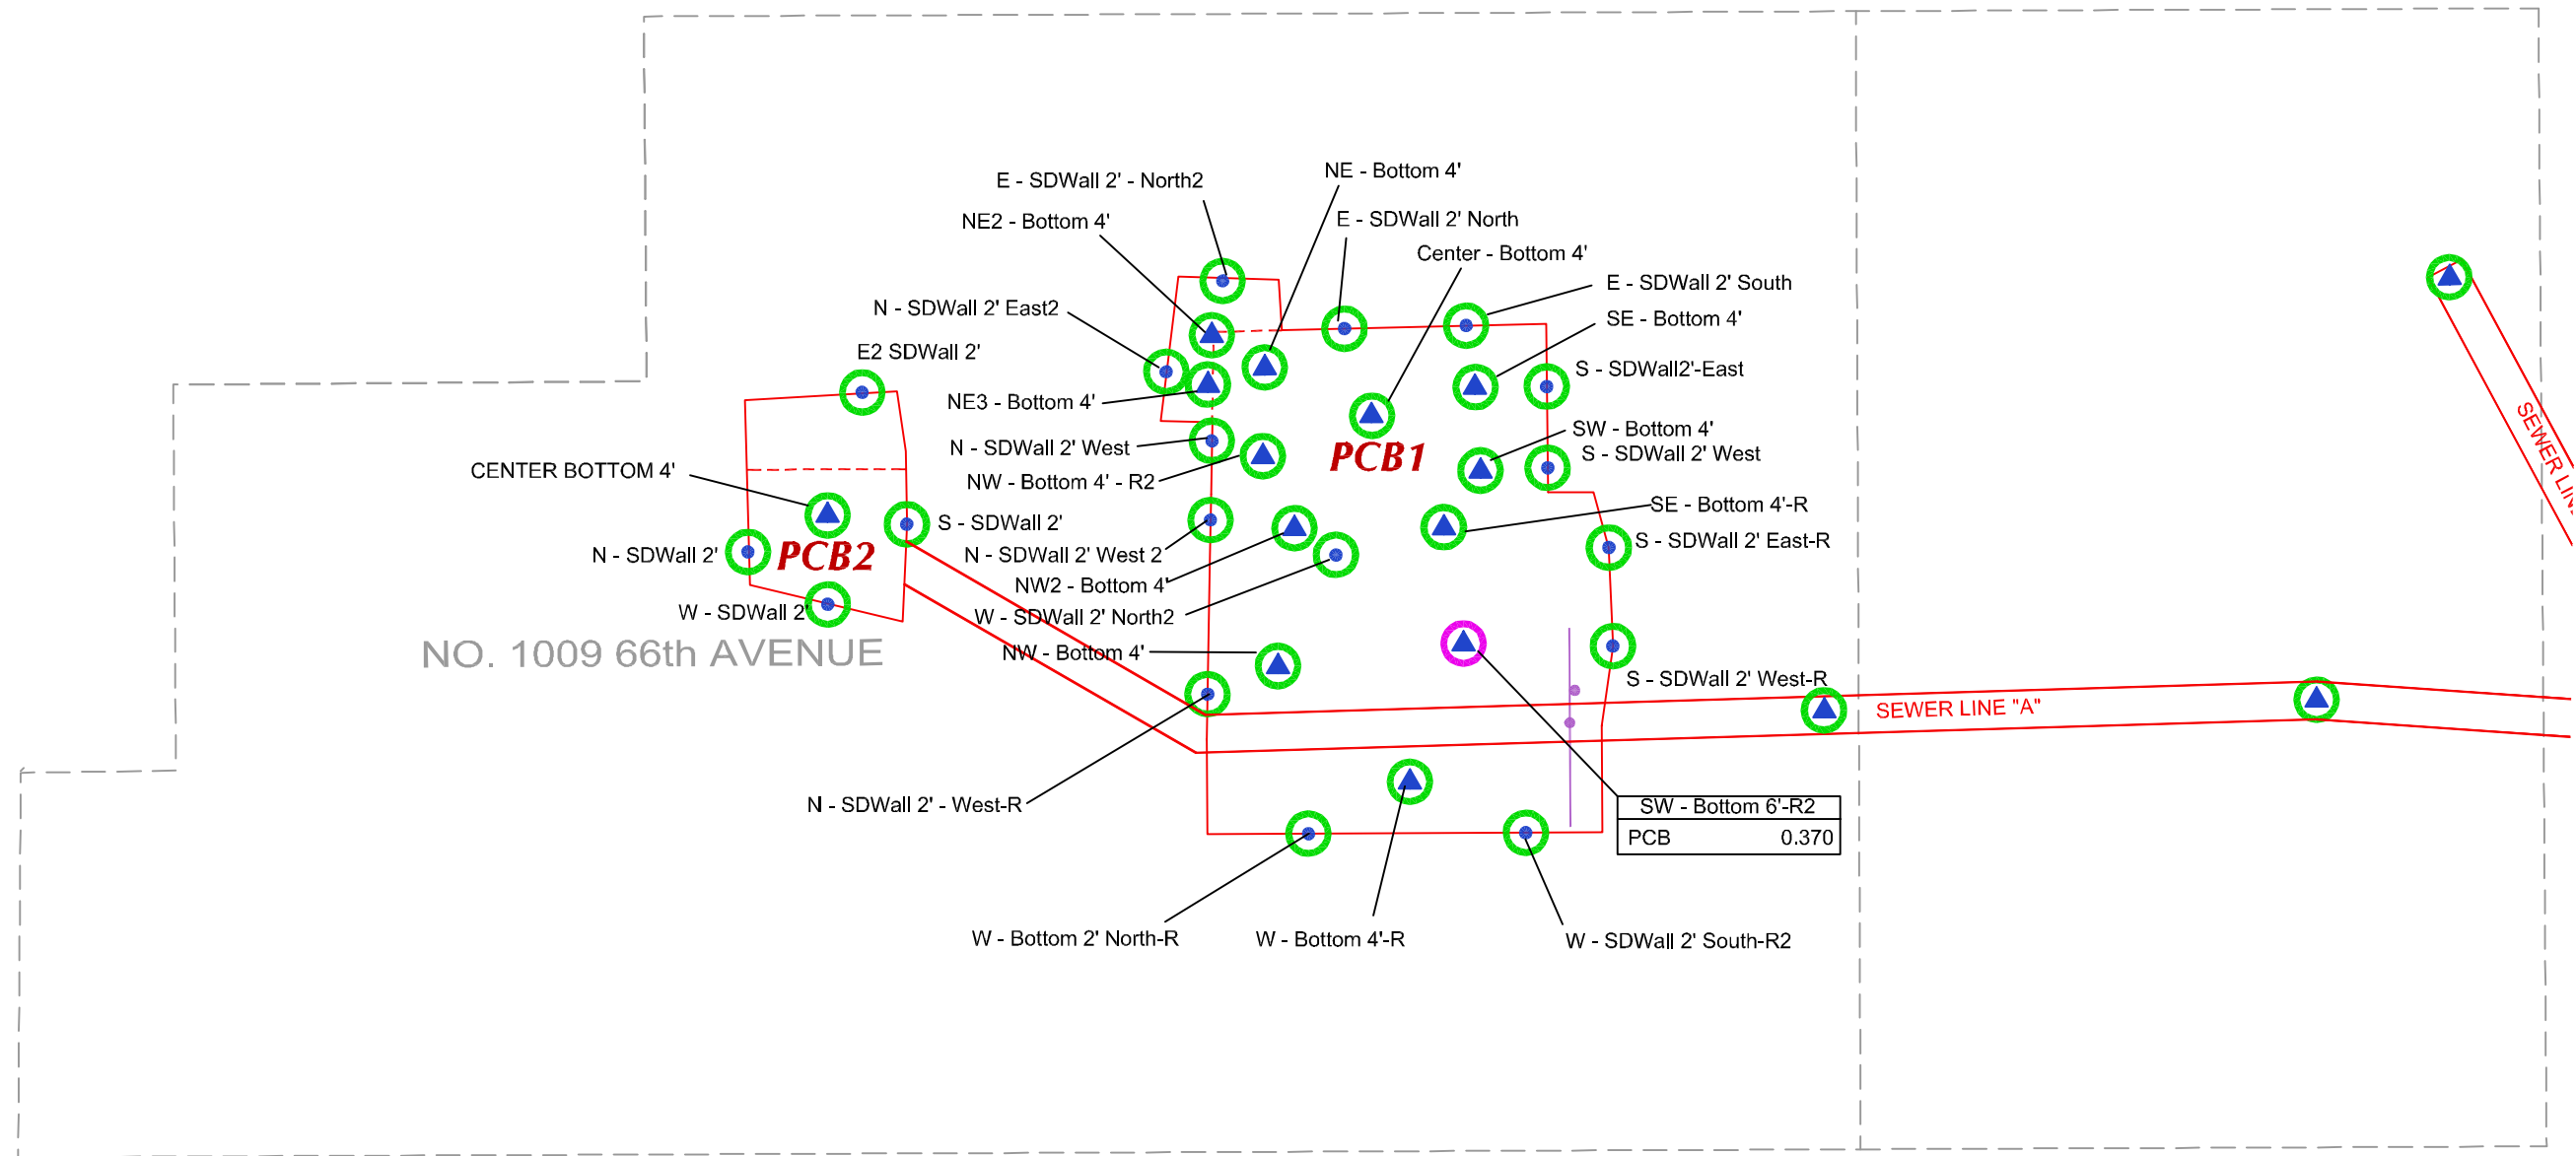 E - SDWall 2' - North2
NE - Bottom 4'
NE2 - Bottom 4'
E - SDWall 2' North
Center - Bottom 4'
E - SDWall 2' South
N - SDWall 2' East2
SE - Bottom 4'
E2 SDWall 2'
S - SDWall2'-East
NE3 - Bottom 4'
SW - Bottom 4'
N - SDWall 2' West
S - SDWall 2' West
PCB1
CENTER BOTTOM 4'
NW - Bottom 4' - R2
SE - Bottom 4'-R
S - SDWall 2'
S - SDWall 2' East-R
N - SDWall 2'
PCB2
N - SDWall 2' West 2
NW2 - Bottom 4'
W - SDWall 2'
W - SDWall 2' North2
NO. 1009 66th AVENUE
NW - Bottom 4'
S - SDWall 2' West-R
SEWER LINE "A"
SEWER LINE
N - SDWall 2' - West-R
SW - Bottom 6'-R2
PCB 0.370
W - Bottom 2' North-R
W - Bottom 4'-R
W - SDWall 2' South-R2